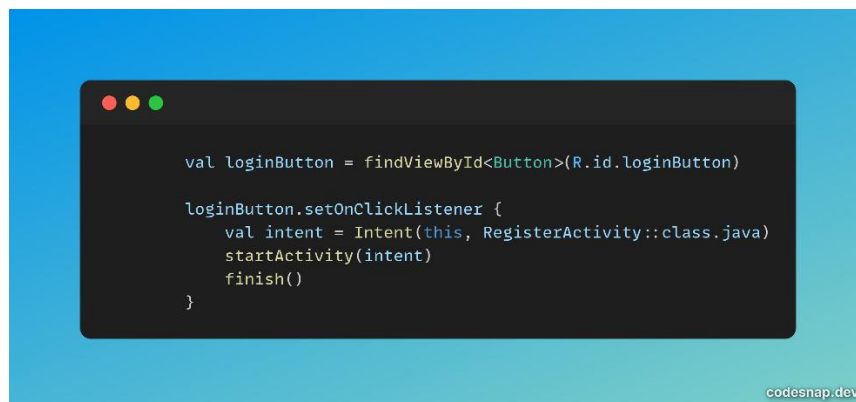 val loginButton = findViewById<Button>(R.id.loginButton)
loginButton.setOnClickListener {
val intent = Intent(this, RegisterActivity::class.java)
startActivity(intent)
finish()
}
codesnap.dev